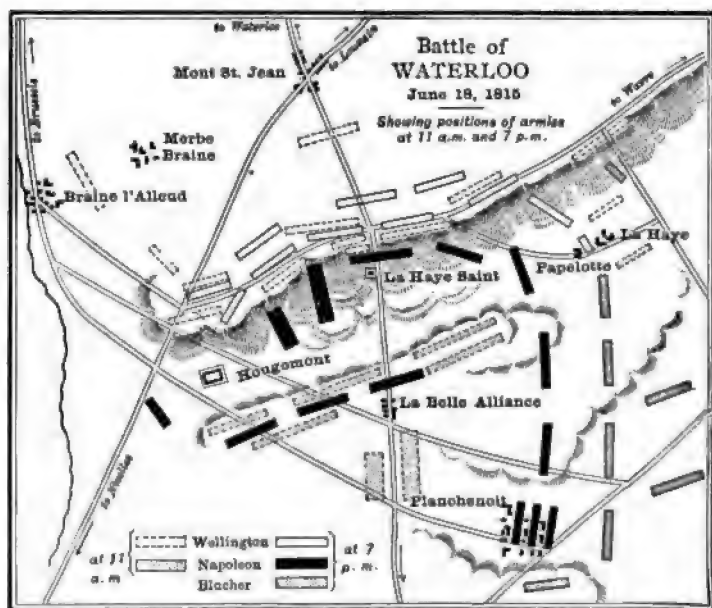 to Waterloo
to Brussels
Mont St. Jean
to Louvain
Battle of
WATERLOO
June 18, 1815
Showing positions of armies
at 11 a.m. and 7 p.m.
to Wavre
Merbe
Braine
Braine l'Alleud
La Haye
Papelotte
La Haye Saint
Hougomont
La Belle Alliance
to Nivelles
Planchenoit
at 11
a.m
Wellington
Napoleon
Blucher
at 7
p.m.